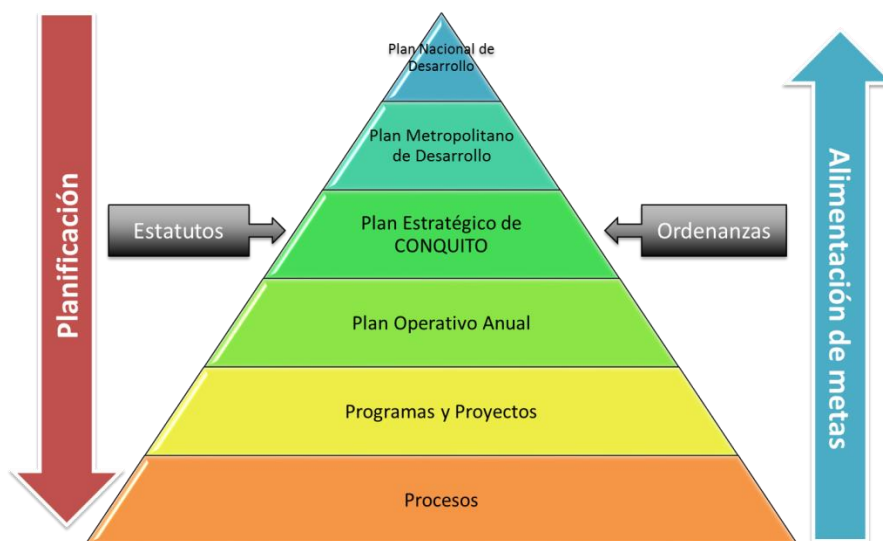 Plan Nacional de
Desarrollo
Plan Metropolitano
de Desarrollo
Planificación
Estatutos
Plan Estratégico de
CONQUITO
Ordenanzas
Alimentación de metas
Plan Operativo Anual
Programas y Proyectos
Procesos